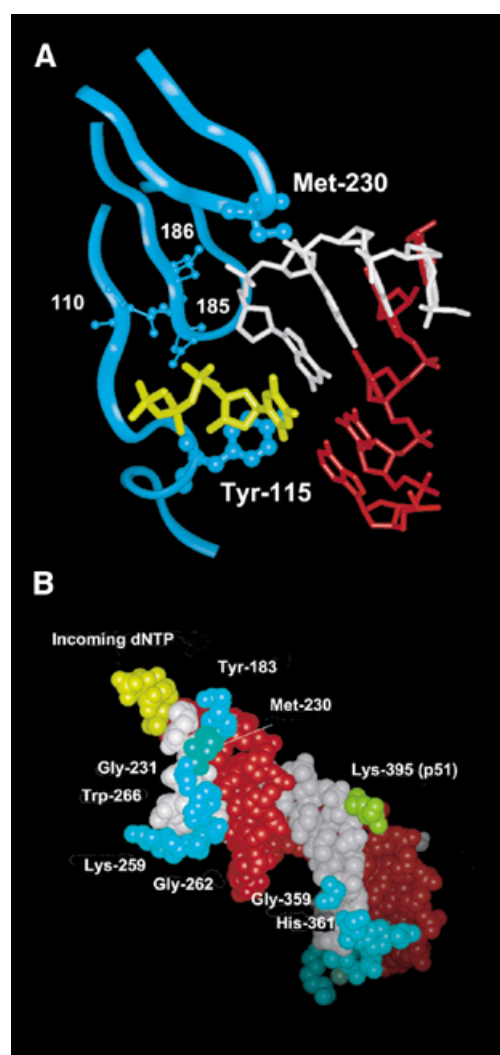 A
Met-230
186
110
185
Tyr-115
B
Incoming dNTP
Tyr-183
Met-230
Gly-231
Lys-395 (p51)
Trp-266
Lys-259
Gly-262
Gly-359
His-361